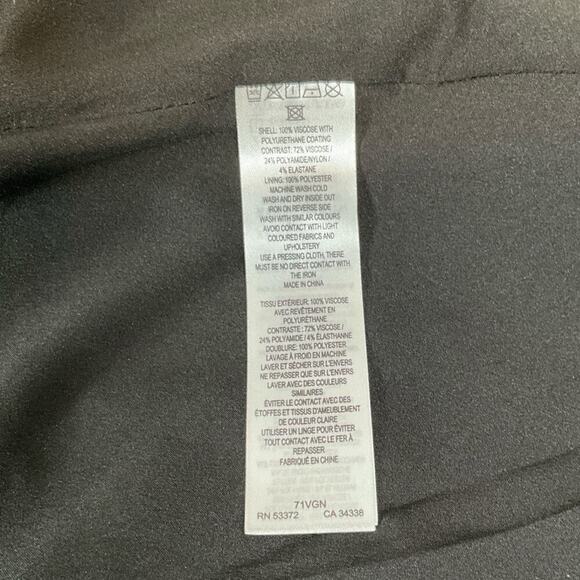 SHELL: 100% VISCOSE WITH
POLYURETHANE COATING
CONTRAST: 72% VISCOSE /
24% POLYAMIDE/NYLON /
4% ELASTANE
LINING: 100% POLYESTER
MACHINE WASH COLD
WASH AND DRY INSIDE OUT
IRON ON REVERSE SIDE
WASH WITH SIMILAR COLOURS
AVOID CONTACT WITH LIGHT
COLOURED FABRICS AND
UPHOLSTERY
USE A PRESSING CLOTH, THERE
MUST BE NO DIRECT CONTACT WITH
THE IRON
MADE IN CHINA
TISSU EXTÉRIEUR: 100% VISCOSE
AVEC REVÊTEMENT EN
POLYURÉTHANE
CONTRASTE : 72% VISCOSE /
24% POLYAMIDE / 4% ÉLASTHANNE
DOUBLURE: 100% POLYESTER
LAVAGE À FROID EN MACHINE
LAVER ET SÉCHER SUR L'ENVERS
NE REPASSER QUE SUR L'ENVERS
LAVER AVEC DES COULEURS
SIMILAIRES
ÉVITER LE CONTACT AVEC DES
ÉTOFFES ET TISSUS D'AMEUBLEMENT
DE COULEUR CLAIRE
UTILISER UN LINGE POUR ÉVITER
TOUT CONTACT AVEC LE FER À
REPASSER
FABRIQUÉ EN CHINE
71VGN
RN 53372 CA 34338